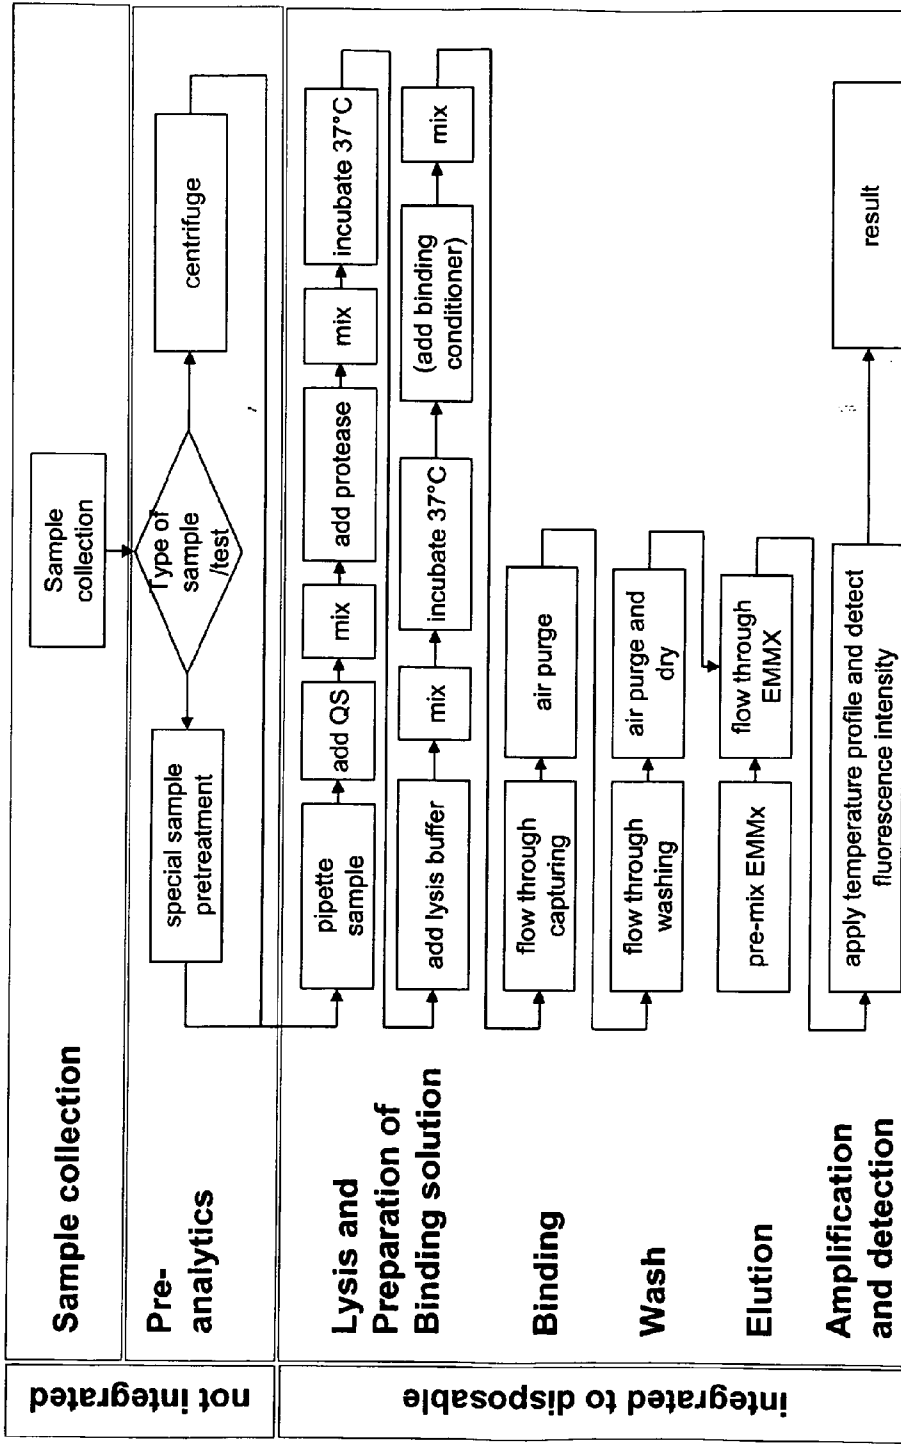 not integrated
Sample collection
Sample
collection
Pre-
analytics
special sample
pretreatment
Type of
sample
/test
centrifuge
integrated to disposable
Lysis and
Preparation of
Binding solution
pipette
sample
add QS
mix
add protease
mix
incubate 37°C
add lysis buffer
mix
incubate 37°C
(add binding
conditioner)
mix
Binding
flow through
capturing
air purge
Wash
flow through
washing
air purge and
dry
Elution
pre-mix EMMx
flow through
EMMX
Amplification
and detection
apply temperature profile and detect
fluorescence intensity
result